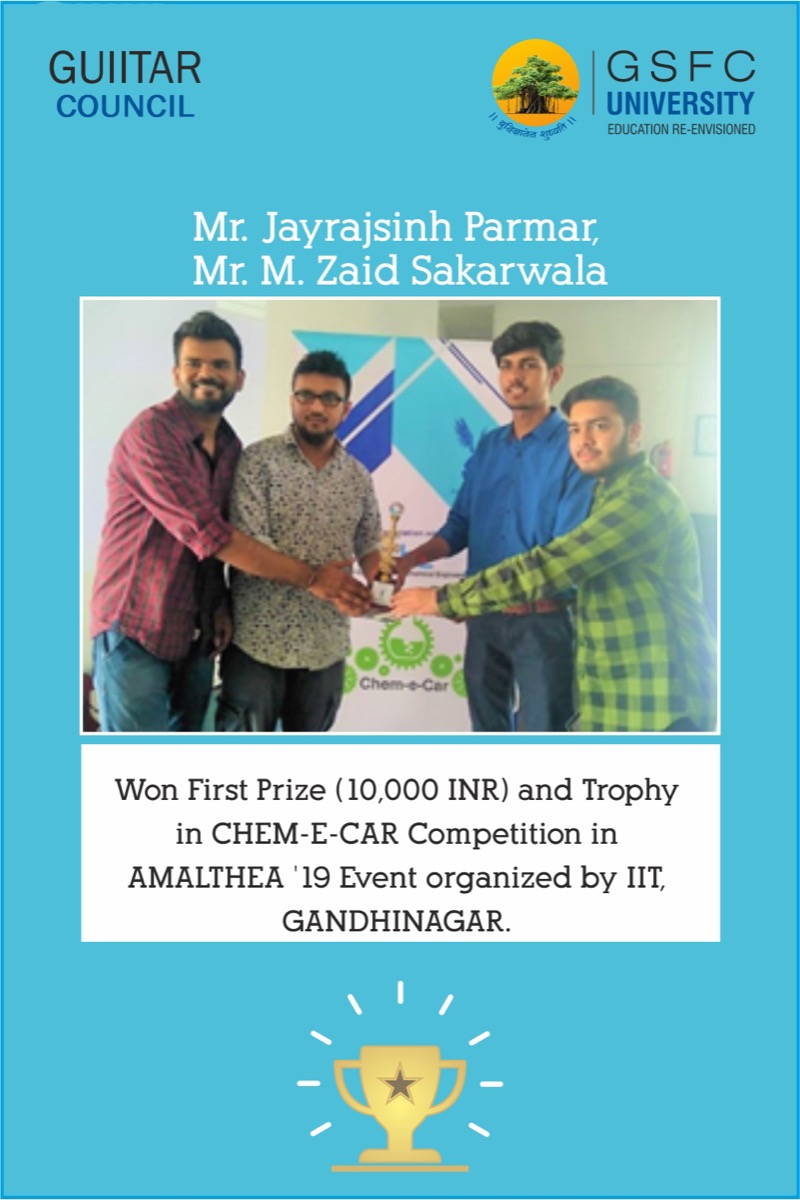 GUIITAR
COUNCIL
GSFC
UNIVERSITY
EDUCATION RE-ENVISIONED
Mr. Jayrajsinh Parmar,
Mr. M. Zaid Sakarwala
Chem-e-Car
Won First Prize (10,000 INR) and Trophy
in CHEM-E-CAR Competition in
AMALTHEA '19 Event organized by IIT,
GANDHINAGAR.